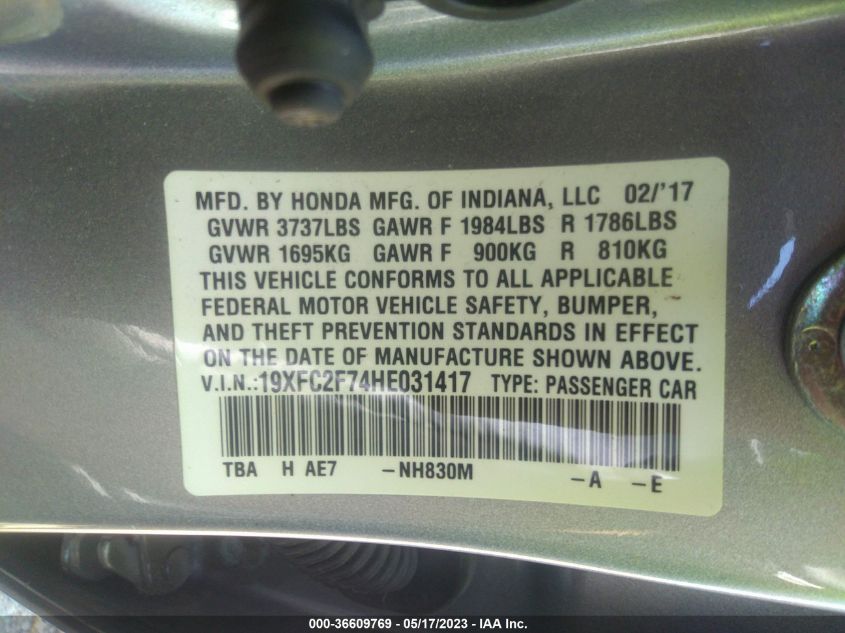 MFD. BY HONDA MFG. OF INDIANA, LLC 02/'17
GVWR 3737LBS GAWR F 1984LBS R 1786LBS
GVWR 1695KG GAWR F 900KG R 810KG
THIS VEHICLE CONFORMS TO ALL APPLICABLE
FEDERAL MOTOR VEHICLE SAFETY, BUMPER,
AND THEFT PREVENTION STANDARDS IN EFFECT
ON THE DATE OF MANUFACTURE SHOWN ABOVE.
V.I.N.:19XFC2F74HE031417 TYPE: PASSENGER CAR
TBA H AE7 -NH830M -A -E
000-36609769 / 05/17/2023 - IAA Inc.